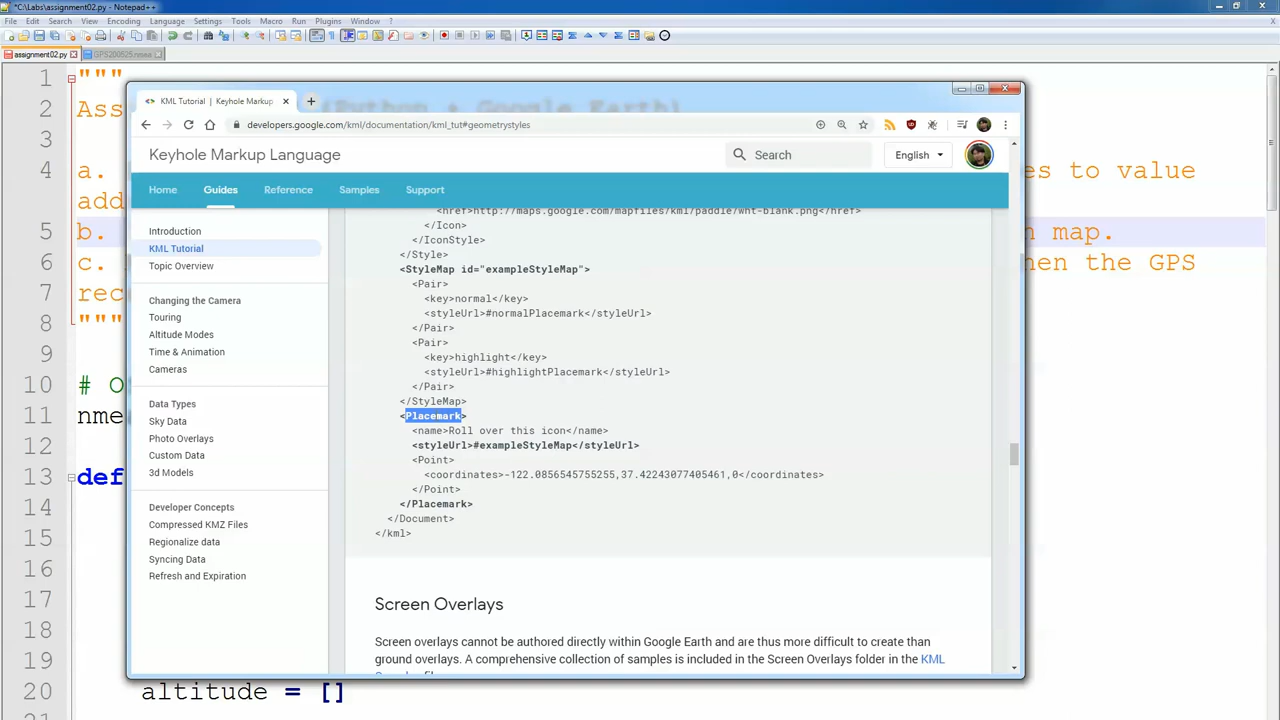 *C:\Labs\assignment02.py - Notepad++
File Edit Search View Encoding Language Settings Tools Macro Run Plugins Window ?
assignment02.py GPS200525.nmea
1 """
2 Ass (Python + Google Earth)
3
4 a. es to value
add
5 b. n map.
6 c. hen the GPS
7 rec
8 """
9
10 # O
11 nme
12
13 def
14
15
16
17
18
19
20 altitude = []
KML Tutorial | Keyhole Markup
developers.google.com/kml/documentation/kml_tut#geometrystyles
Keyhole Markup Language
Search
English
Home Guides Reference Samples Support
Introduction
KML Tutorial
Topic Overview
Changing the Camera
Touring
Altitude Modes
Time & Animation
Cameras
Data Types
Sky Data
Photo Overlays
Custom Data
3d Models
Developer Concepts
Compressed KMZ Files
Regionalize data
Syncing Data
Refresh and Expiration
<href>http://maps.google.com/mapfiles/kml/paddle/wht-blank.png</href>
</Icon>
</IconStyle>
</Style>
<StyleMap id="exampleStyleMap">
<Pair>
<key>normal</key>
<styleUrl>#normalPlacemark</styleUrl>
</Pair>
<Pair>
<key>highlight</key>
<styleUrl>#highlightPlacemark</styleUrl>
</Pair>
</StyleMap>
<Placemark>
<name>Roll over this icon</name>
<styleUrl>#exampleStyleMap</styleUrl>
<Point>
<coordinates>-122.0856545755255,37.42243077405461,0</coordinates>
</Point>
</Placemark>
</Document>
</kml>
Screen Overlays
Screen overlays cannot be authored directly within Google Earth and are thus more difficult to create than
ground overlays. A comprehensive collection of samples is included in the Screen Overlays folder in the KML